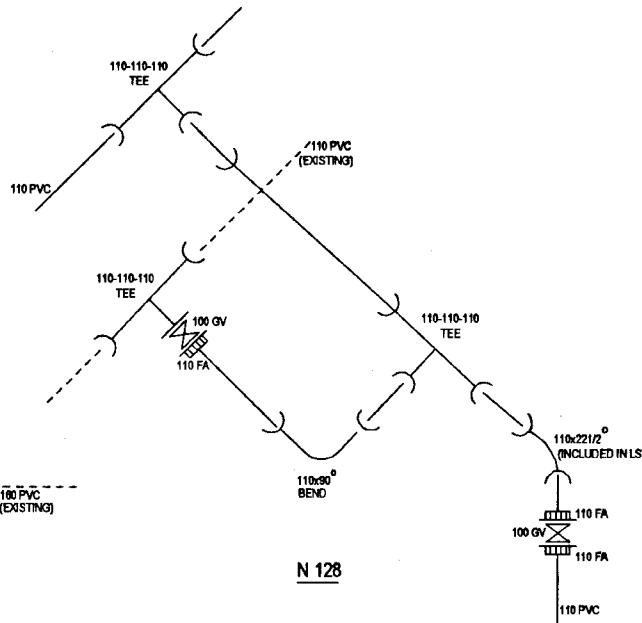 110-110-110
TEE
110 PVC
(EXISTING)
110 PVC
110-110-110
TEE
100 GV
110 FA
110-110-110
TEE
110x221/2°
(INCLUDED IN LS
110x90°
BEND
160 PVC
(EXISTING)
110 FA
100 GV
110 FA
N 128
110 PVC